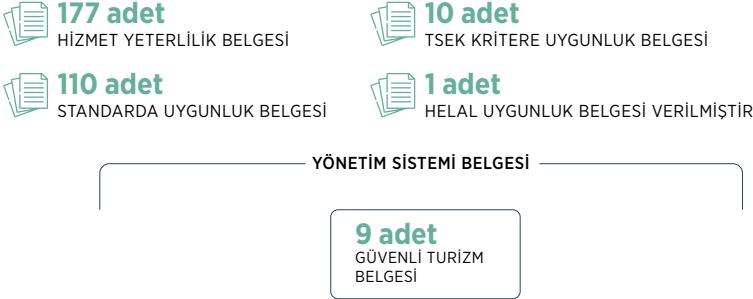 177 adet
HİZMET YETERLİLİK BELGESİ
10 adet
TSEK KRİTERE UYGUNLUK BELGESİ
110 adet
STANDARDA UYGUNLUK BELGESİ
1 adet
HELAL UYGUNLUK BELGESİ VERİLMİŞTİR
YÖNETİM SİSTEMİ BELGESİ
9 adet
GÜVENLİ TURİZM
BELGESİ